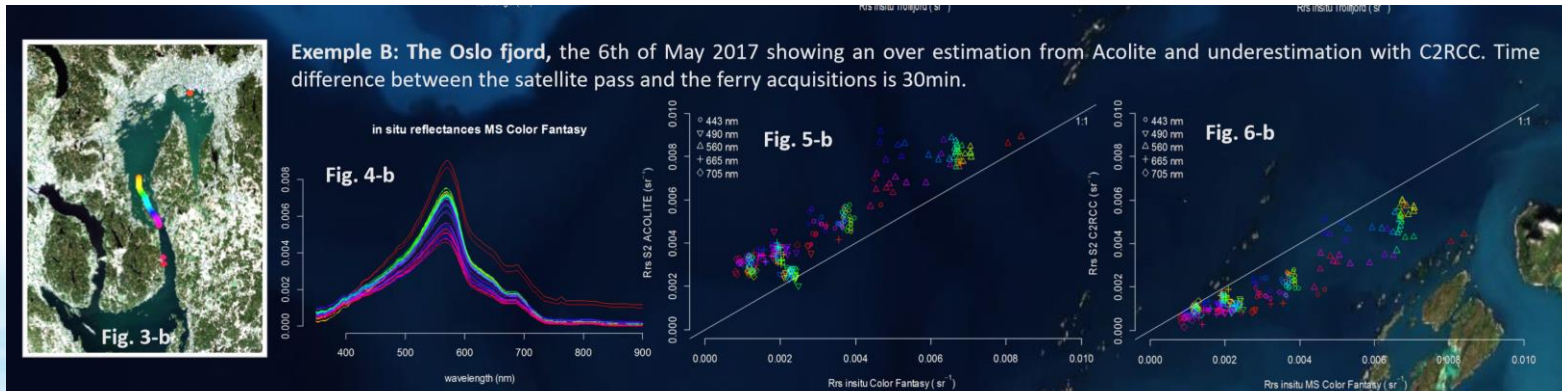 Rrs insitu Trollfjord ( sr⁻¹)
Rrs insitu Trollfjord ( sr⁻¹)
Exemple B: The Oslo fjord, the 6th of May 2017 showing an over estimation from Acolite and underestimation with C2RCC. Time
difference between the satellite pass and the ferry acquisitions is 30min.
Fig. 3-b
in situ reflectances MS Color Fantasy
Fig. 4-b
0.008
0.006
0.004
0.002
0.000
400 500 600 700 800 900
wavelength (nm)
Fig. 5-b
443 nm
490 nm
560 nm
665 nm
705 nm
1:1
Rrs S2 ACOLITE (sr⁻¹)
0.010
0.008
0.006
0.004
0.002
0.000
0.000 0.002 0.004 0.006 0.008 0.010
Rrs insitu Color Fantasy ( sr⁻¹)
Fig. 6-b
443 nm
490 nm
560 nm
665 nm
705 nm
1:1
Rrs S2 C2RCC (sr⁻¹)
0.010
0.008
0.006
0.004
0.002
0.000
0.000 0.002 0.004 0.006 0.008 0.010
Rrs insitu MS Color Fantasy ( sr⁻¹)